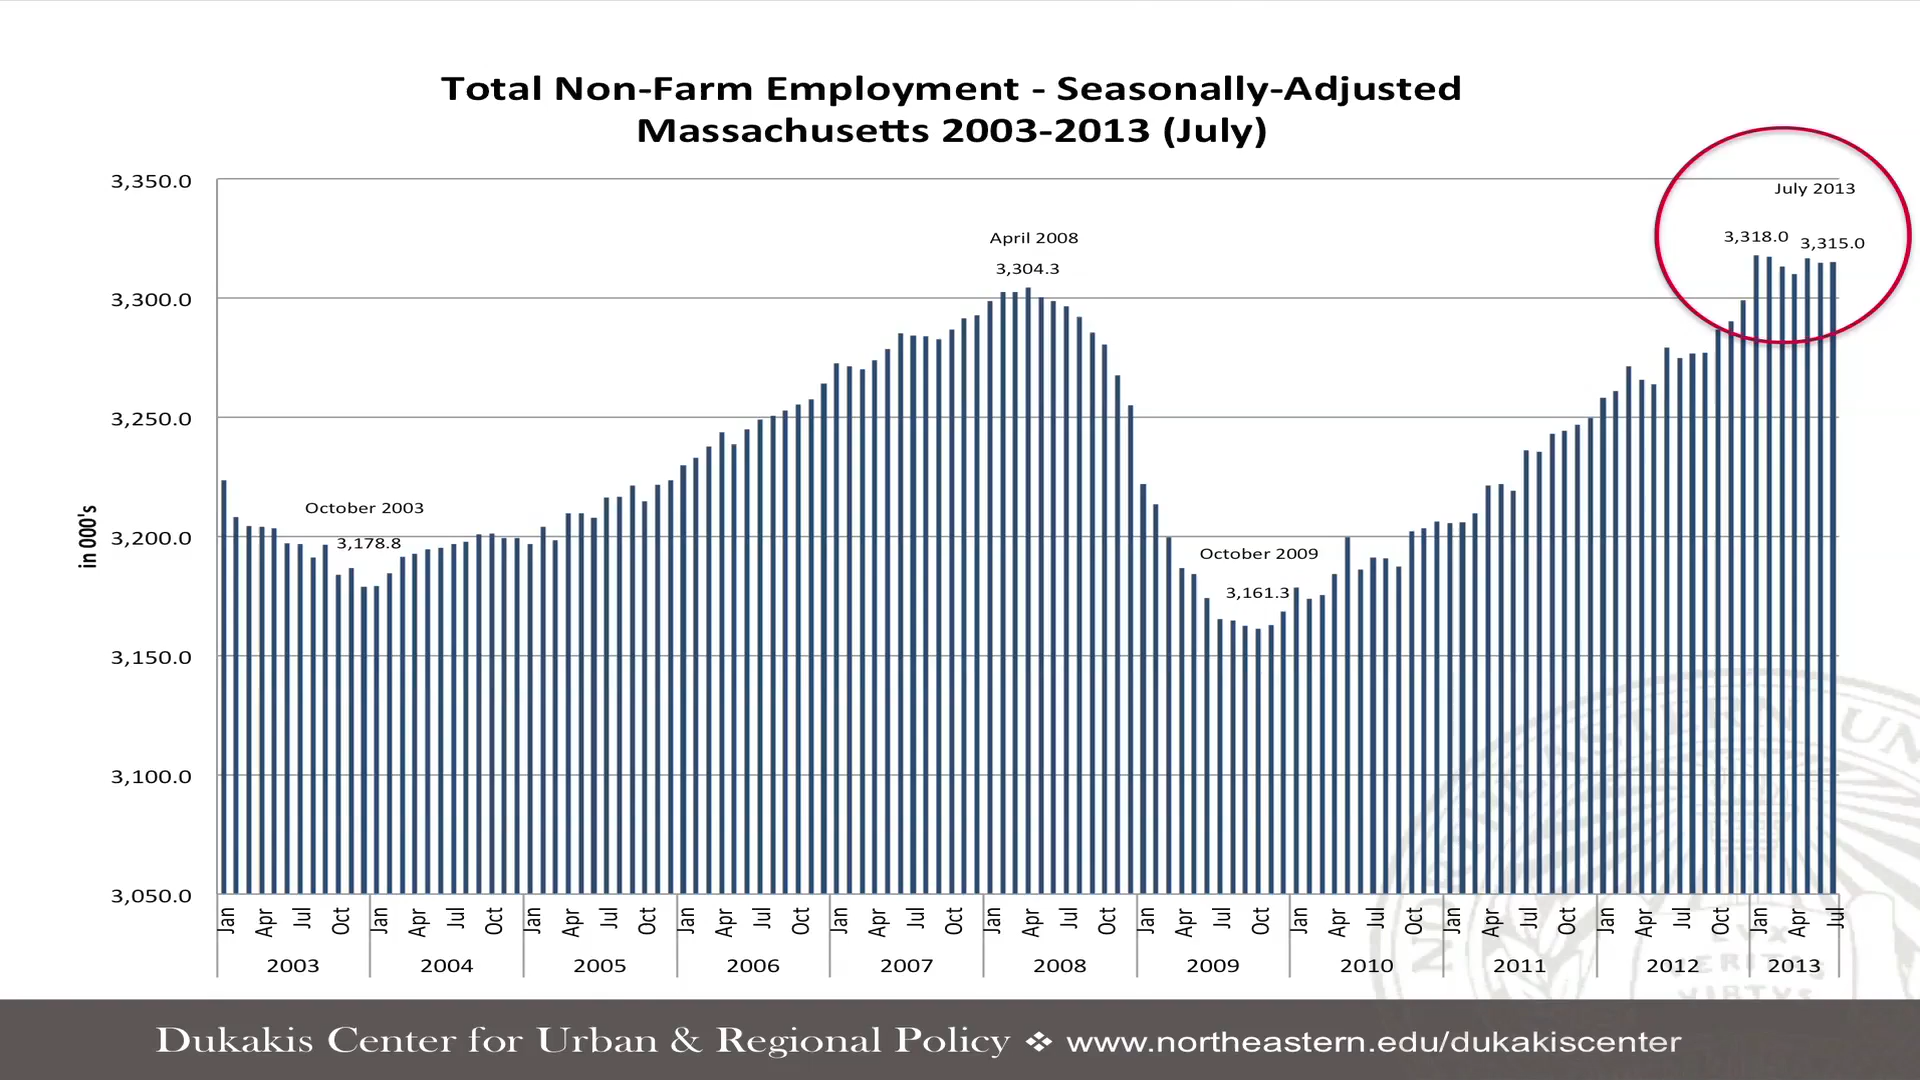 Total Non-Farm Employment - Seasonally-Adjusted
Massachusetts 2003-2013 (July)
3,350.0
3,300.0
3,250.0
3,200.0
3,150.0
3,100.0
3,050.0
in 000's
October 2003
3,178.8
April 2008
3,304.3
October 2009
3,161.3
July 2013
3,318.0 3,315.0
Jan Apr Jul Oct Jan Apr Jul Oct Jan Apr Jul Oct Jan Apr Jul Oct Jan Apr Jul Oct Jan Apr Jul Oct Jan Apr Jul Oct Jan Apr Jul Oct Jan Apr Jul Oct Jan Apr Jul Oct Jan Apr Jul
2003 2004 2005 2006 2007 2008 2009 2010 2011 2012 2013
Dukakis Center for Urban & Regional Policy ❖ www.northeastern.edu/dukakiscenter